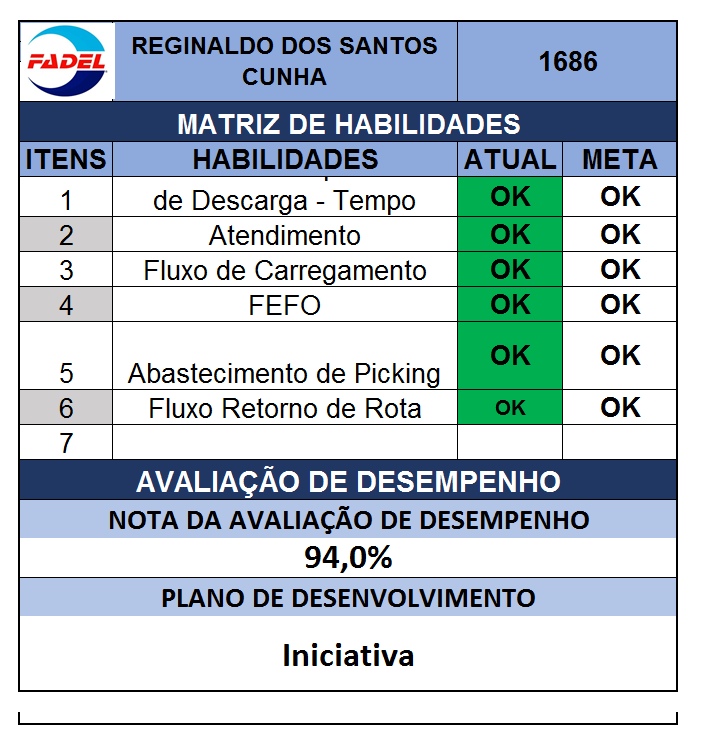 FADEL
REGINALDO DOS SANTOS
CUNHA
1686
MATRIZ DE HABILIDADES
ITENS HABILIDADES ATUAL META
1 de Descarga - Tempo OK OK
2 Atendimento OK OK
3 Fluxo de Carregamento OK OK
4 FEFO OK OK
5 Abastecimento de Picking OK OK
6 Fluxo Retorno de Rota OK OK
7
AVALIAÇÃO DE DESEMPENHO
NOTA DA AVALIAÇÃO DE DESEMPENHO
94,0%
PLANO DE DESENVOLVIMENTO
Iniciativa